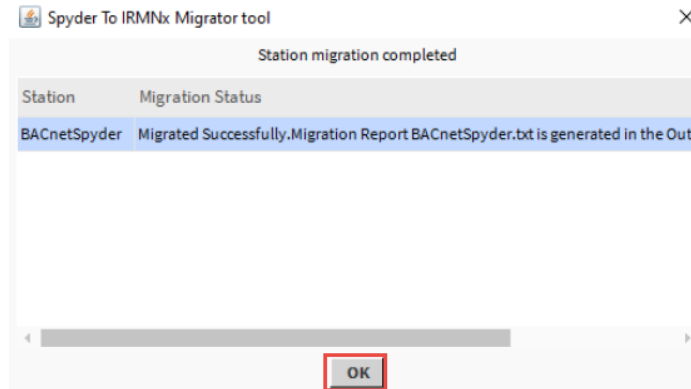 Spyder To IRMNx Migrator tool
Station migration completed
Station Migration Status
BACnetSpyder Migrated Successfully.Migration Report BACnetSpyder.txt is generated in the Out
OK